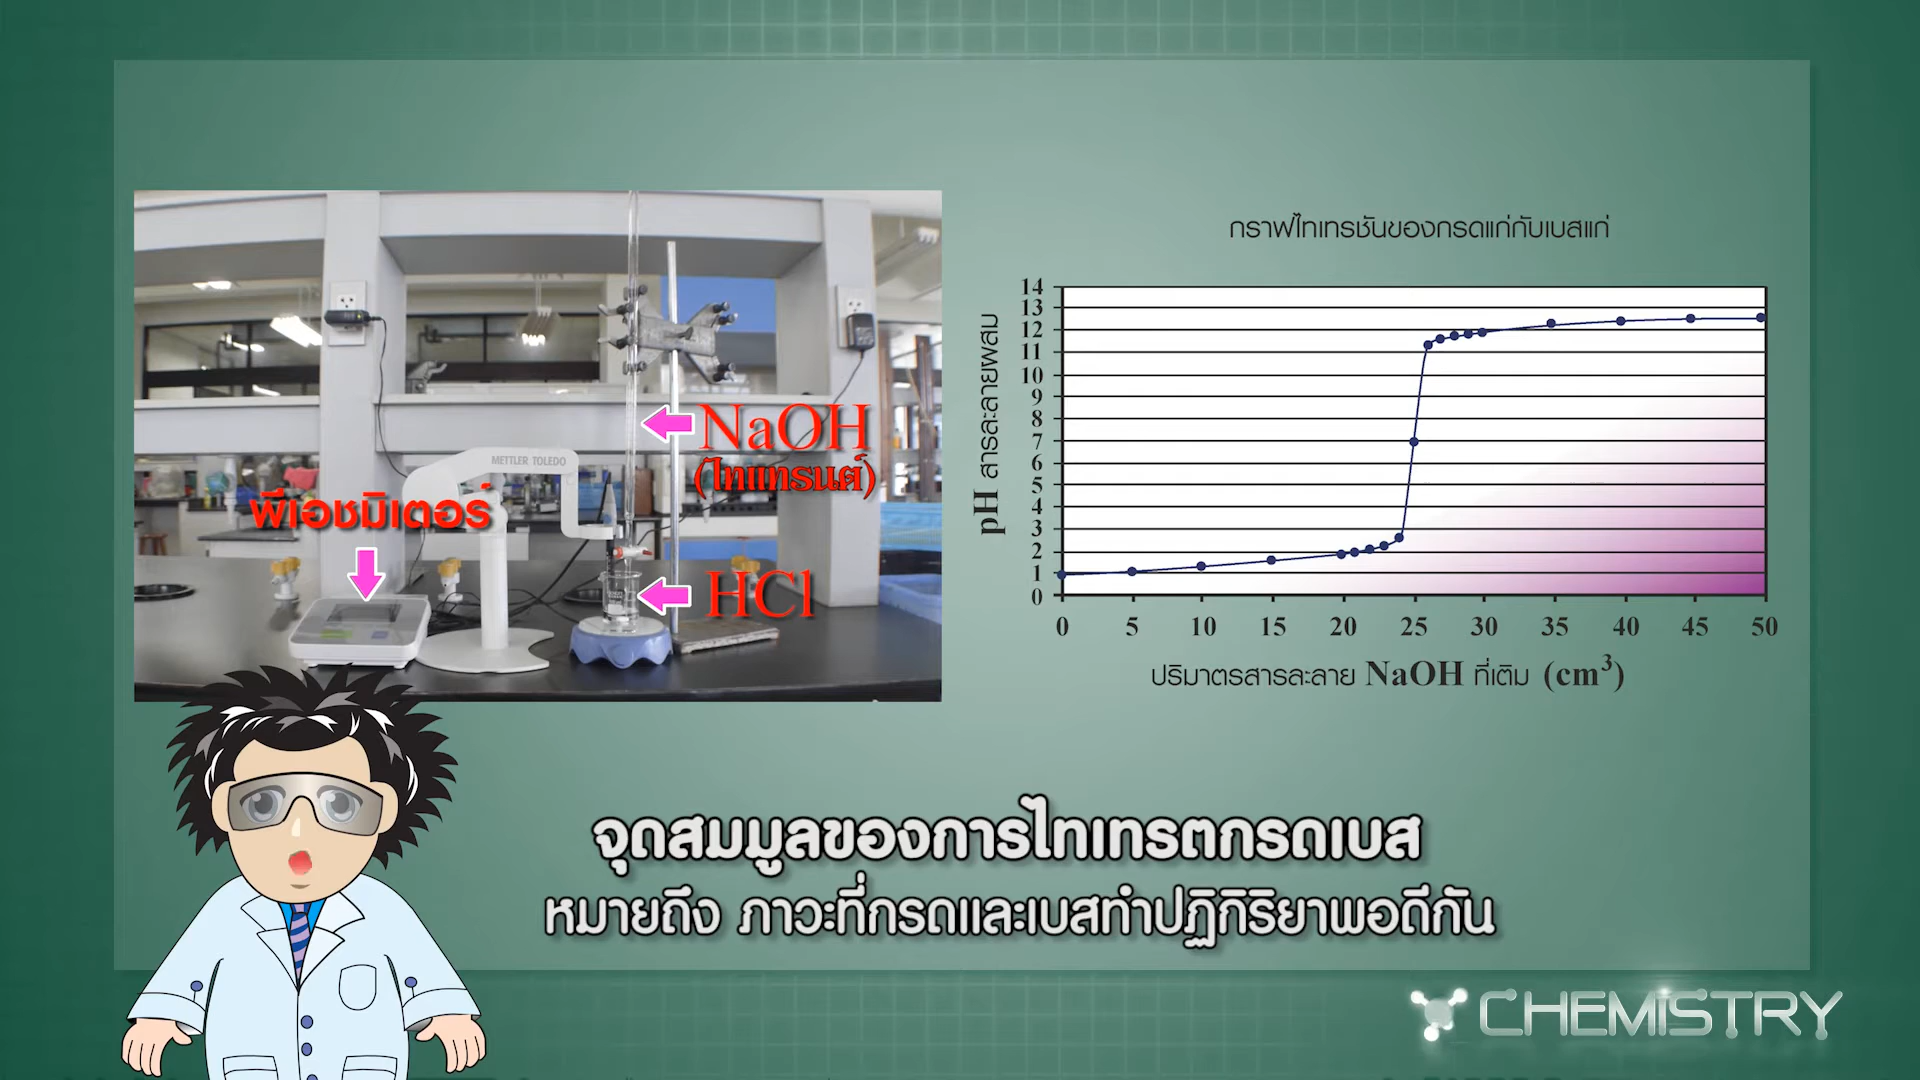 METTLER TOLEDO
NaOH
(ไทแทรนต์)
พีเอชมิเตอร์
HCl
กราฟไทเทรชันของกรดแก่กับเบสแก่
pH สารละลายผสม
14
13
12
11
10
9
8
7
6
5
4
3
2
1
0
0 5 10 15 20 25 30 35 40 45 50
ปริมาตรสารละลาย NaOH ที่เติม (cm³)
จุดสมมูลของการไทเทรตกรดเบส
หมายถึง ภาวะที่กรดและเบสทำปฏิกิริยาพอดีกัน
CHEMiSTRY